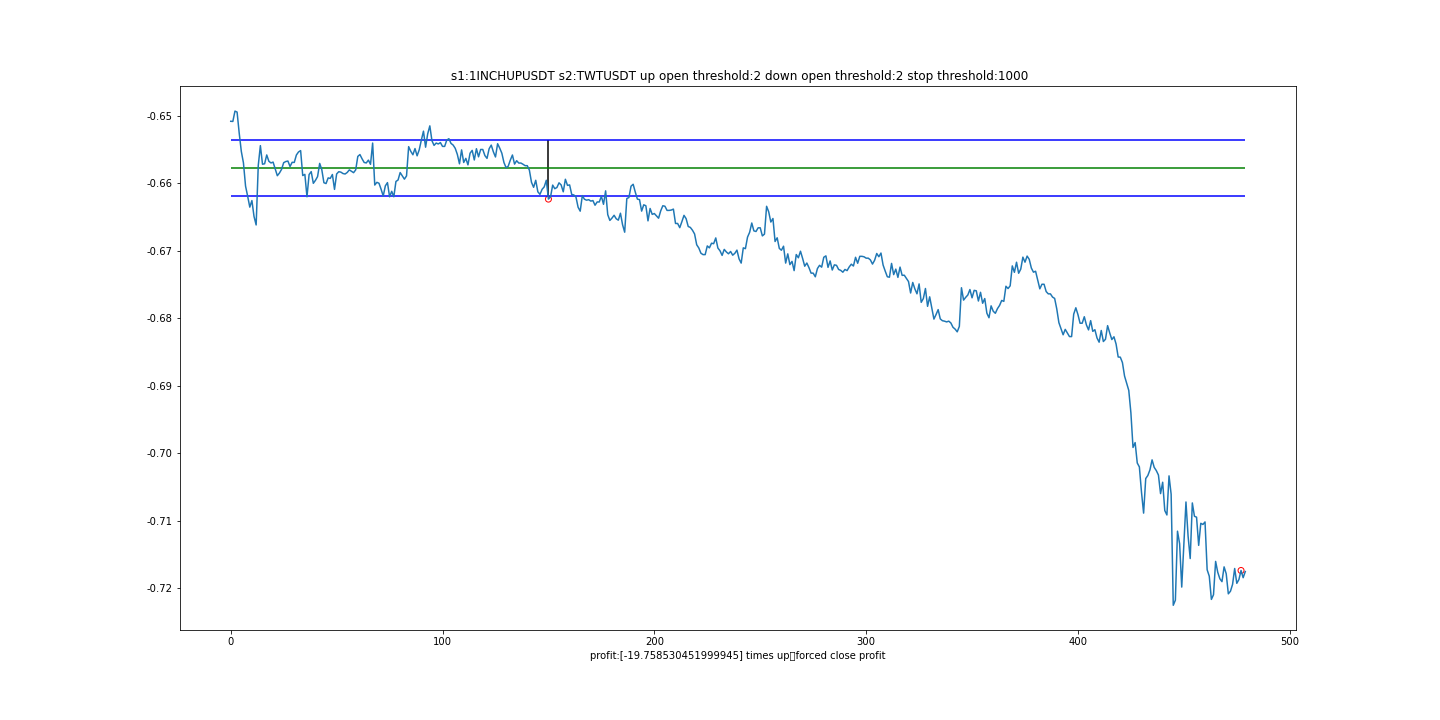 s1:1INCHUPUSDT s2:TWTUSDT up open threshold:2 down open threshold:2 stop threshold:1000
-0.65
-0.66
-0.67
-0.68
-0.69
-0.70
-0.71
-0.72
0 100 200 300 400 500
profit:[-19.758530451999945] times up▯forced close profit